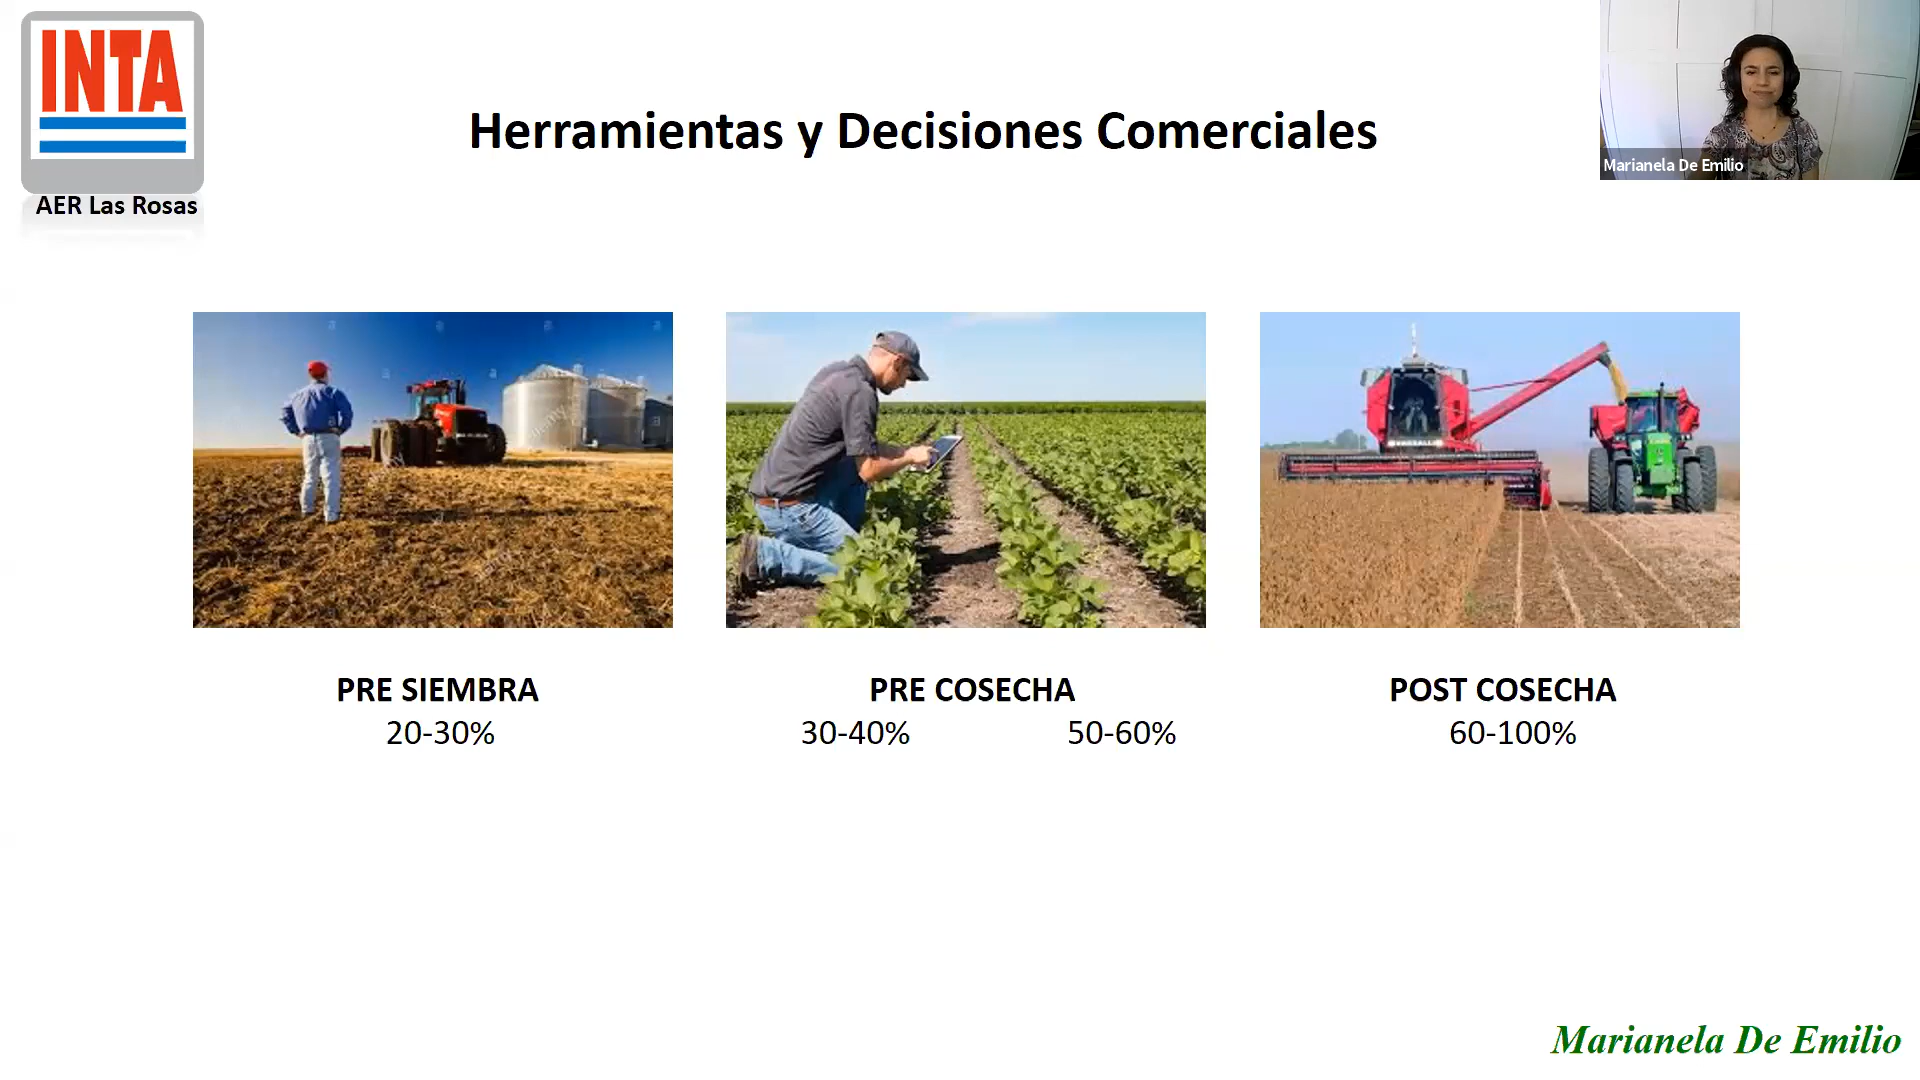 INTA
AER Las Rosas
Herramientas y Decisiones Comerciales
Marianela De Emilio
PRE SIEMBRA
20-30%
PRE COSECHA
30-40% 50-60%
POST COSECHA
60-100%
Marianela De Emilio